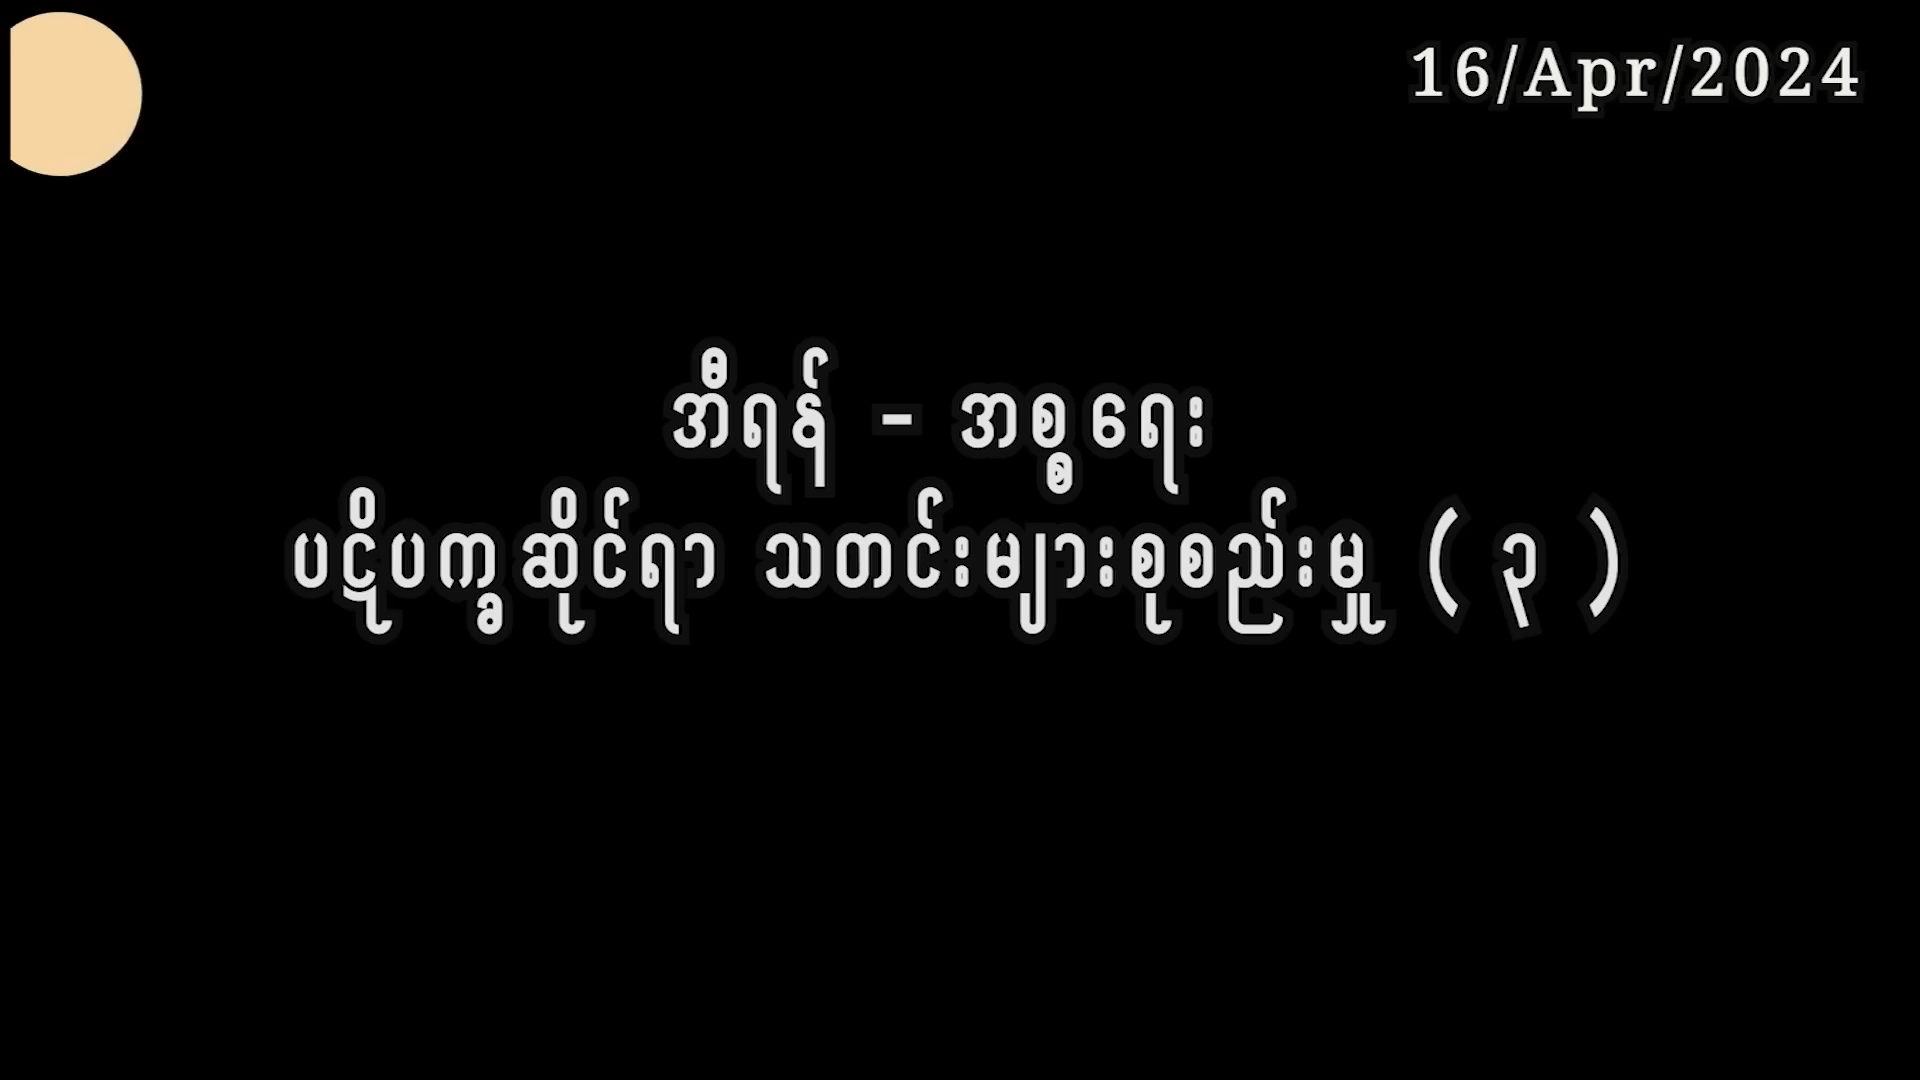 16/Apr/2024
အီရန် - အစ္စရေး
ပဋိပက္ခဆိုင်ရာ သတင်းများစုစည်းမှု ( ၃ )